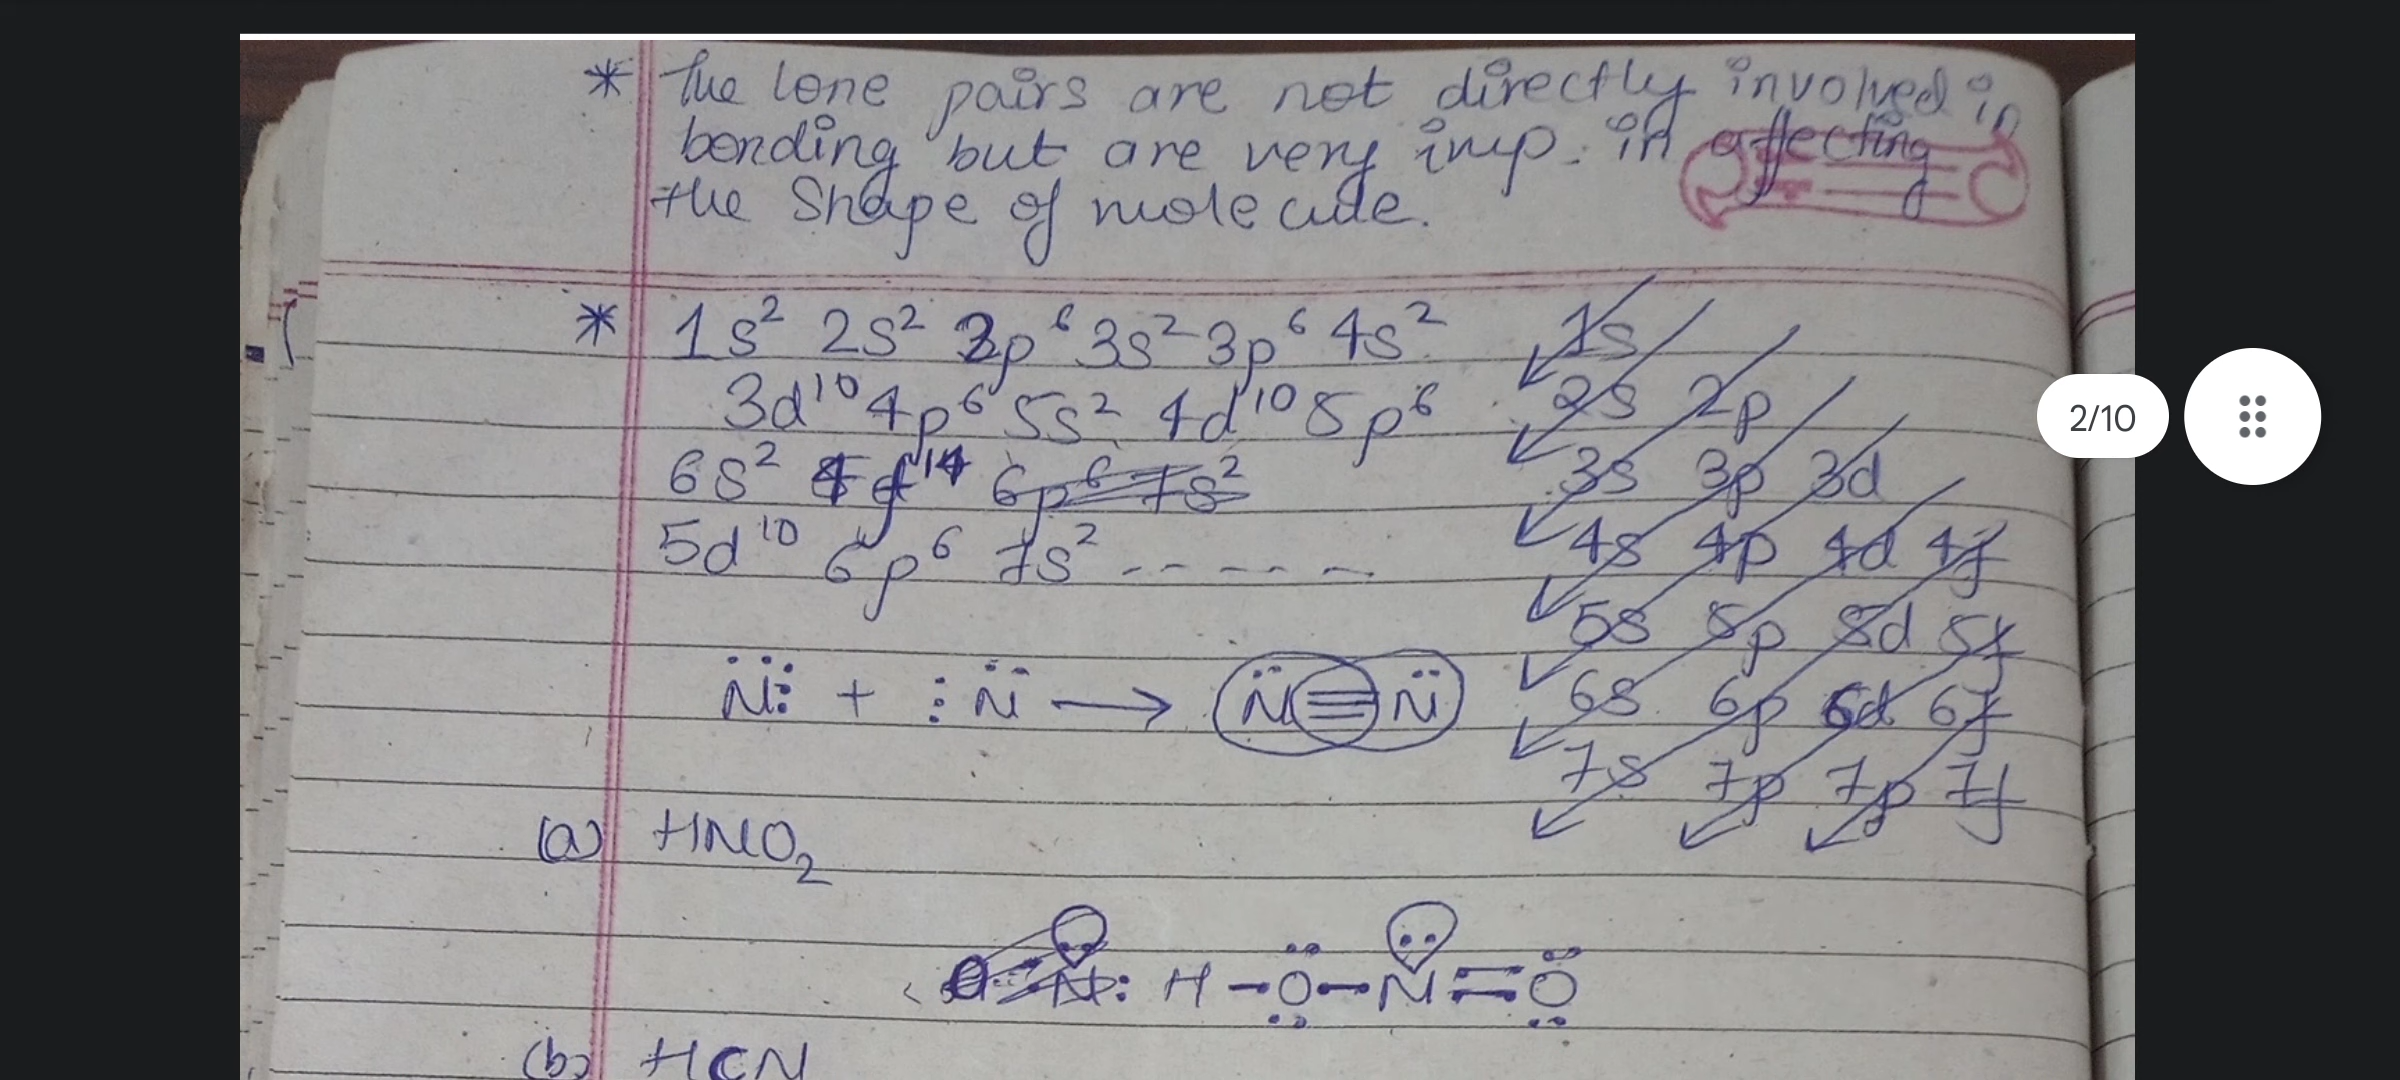 * The lone pairs are not directly involved in
bonding but are very imp. in affecting
the Shape of molecule.
* 1s² 2s² 2p⁶ 3s² 3p⁶ 4s²
3d¹⁰ 4p⁶ 5s² 4d¹⁰ 5p⁶
6s² 4f¹⁴ 6p⁶ 7s²
5d¹⁰ 6p⁶ 7s² - - - - -
1s
2s 2p
3s 3p 3d
4s 4p 4d 4f
5s 5p 5d 5f
6s 6p 6d 6f
7s 7p 7p 7f
2/10
N + N → N≡N
(a) HNO₂
H-O-N=O
(b) HCN